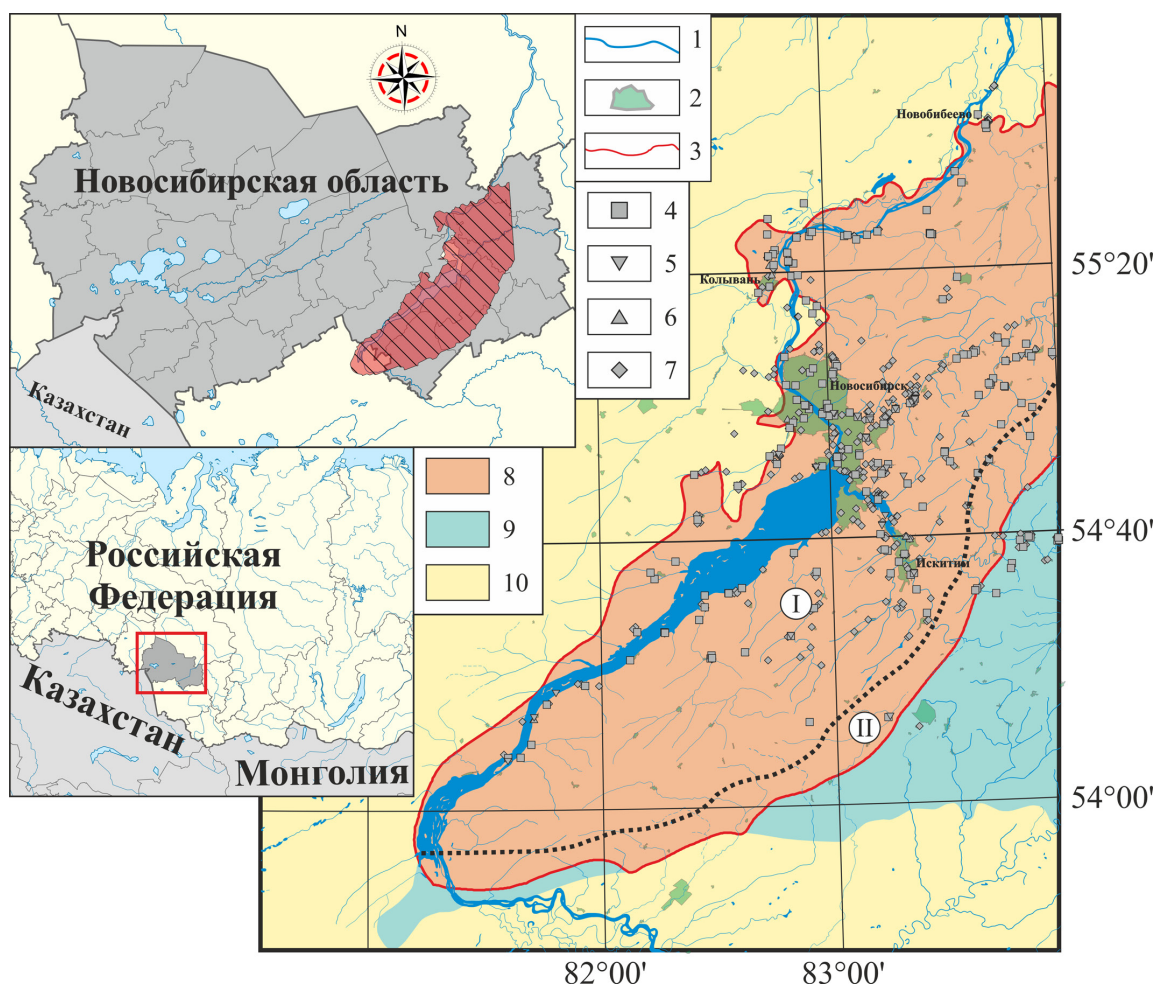 N
Новосибирская область
Казахстан
Российская
Федерация
Казахстан
Монголия
1
2
3
4
5
6
7
8
9
10
Новобибеево
Колывань
Новосибирск
Искитим
I
II
55°20'
54°40'
54°00'
82°00'
83°00'